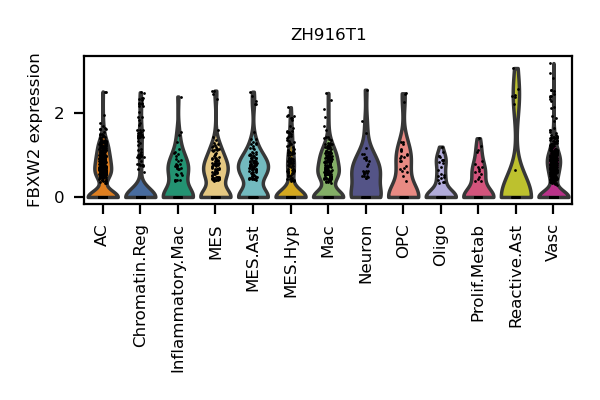 ZH916T1
FBXW2 expression
2
0
AC
Chromatin.Reg
Inflammatory.Mac
MES
MES.Ast
MES.Hyp
Mac
Neuron
OPC
Oligo
Prolif.Metab
Reactive.Ast
Vasc